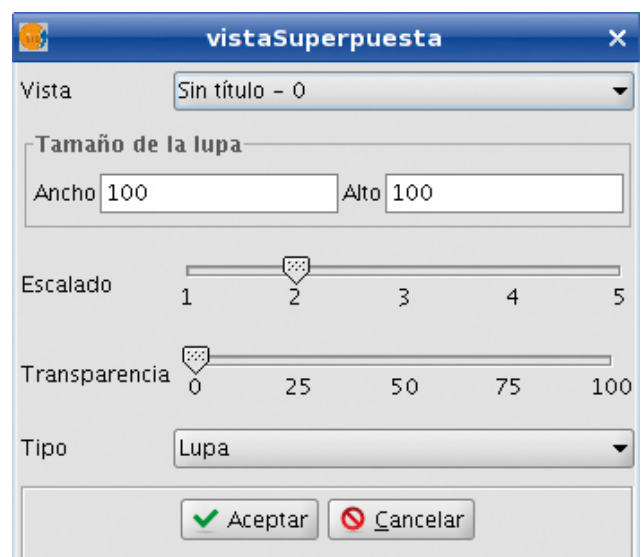 vistaSuperpuesta
Vista Sin título - 0
Tamaño de la lupa
Ancho 100 Alto 100
Escalado
1 2 3 4 5
Transparencia
0 25 50 75 100
Tipo Lupa
Aceptar Cancelar